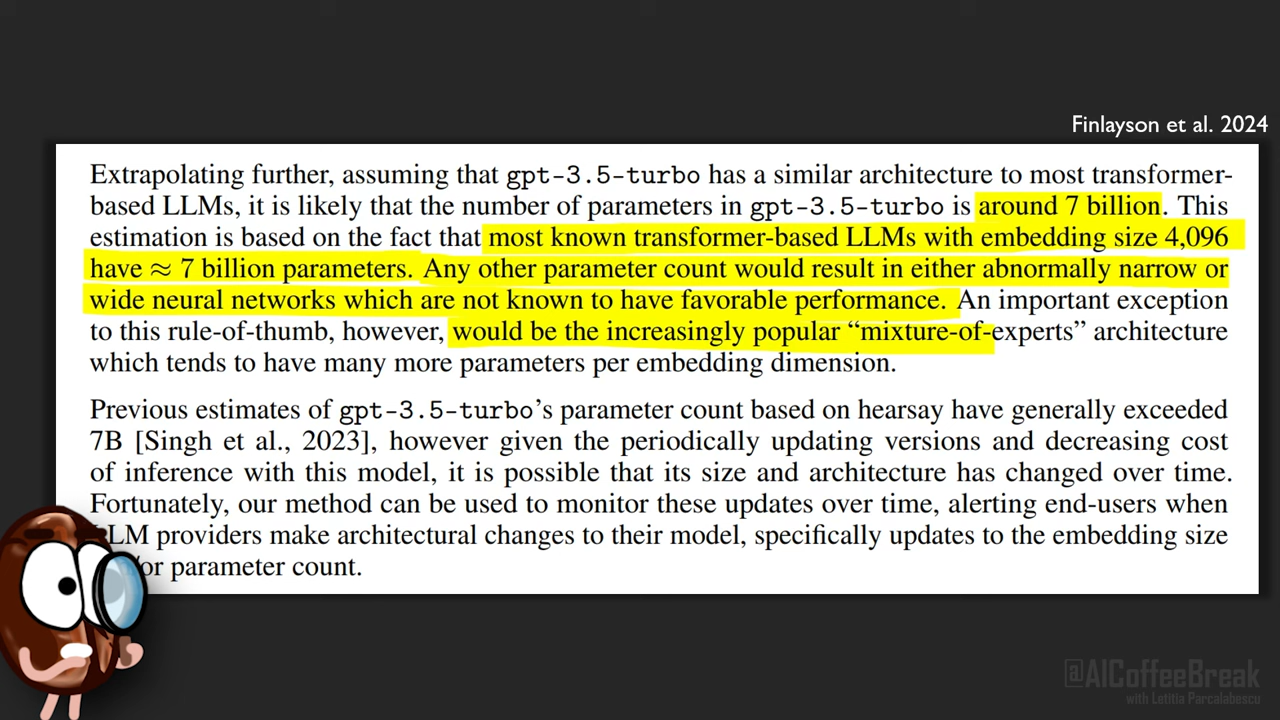 Finlayson et al. 2024
Extrapolating further, assuming that gpt-3.5-turbo has a similar architecture to most transformer-
based LLMs, it is likely that the number of parameters in gpt-3.5-turbo is around 7 billion. This
estimation is based on the fact that most known transformer-based LLMs with embedding size 4,096
have ≈ 7 billion parameters. Any other parameter count would result in either abnormally narrow or
wide neural networks which are not known to have favorable performance. An important exception
to this rule-of-thumb, however, would be the increasingly popular “mixture-of-experts” architecture
which tends to have many more parameters per embedding dimension.
Previous estimates of gpt-3.5-turbo’s parameter count based on hearsay have generally exceeded
7B [Singh et al., 2023], however given the periodically updating versions and decreasing cost
of inference with this model, it is possible that its size and architecture has changed over time.
Fortunately, our method can be used to monitor these updates over time, alerting end-users when
LLM providers make architectural changes to their model, specifically updates to the embedding size
or parameter count.
@AICoffeeBreak
with Letitia Parcalabescu